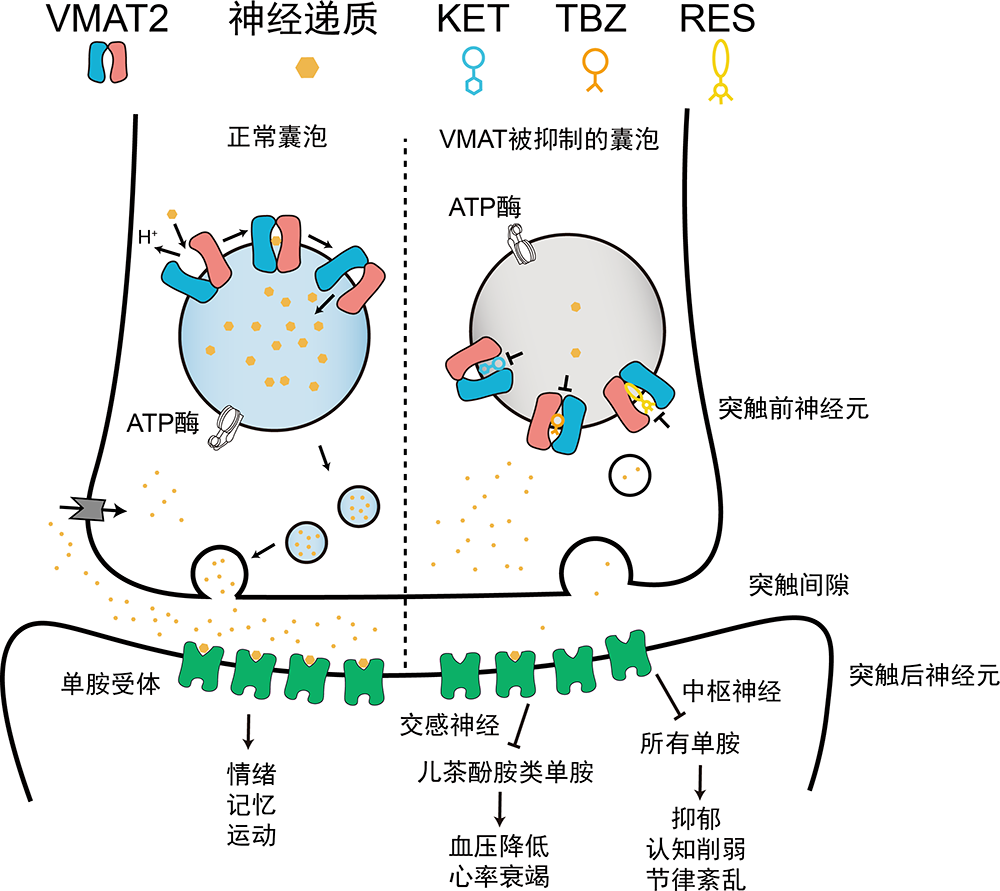 VMAT2 神经递质 KET TBZ RES
正常囊泡
VMAT被抑制的囊泡
ATP酶
H⁺
ATP酶
突触前神经元
突触间隙
单胺受体
突触后神经元
中枢神经
交感神经
所有单胺
儿茶酚胺类单胺
情绪
记忆
运动
血压降低
心率衰竭
抑郁
认知削弱
节律紊乱